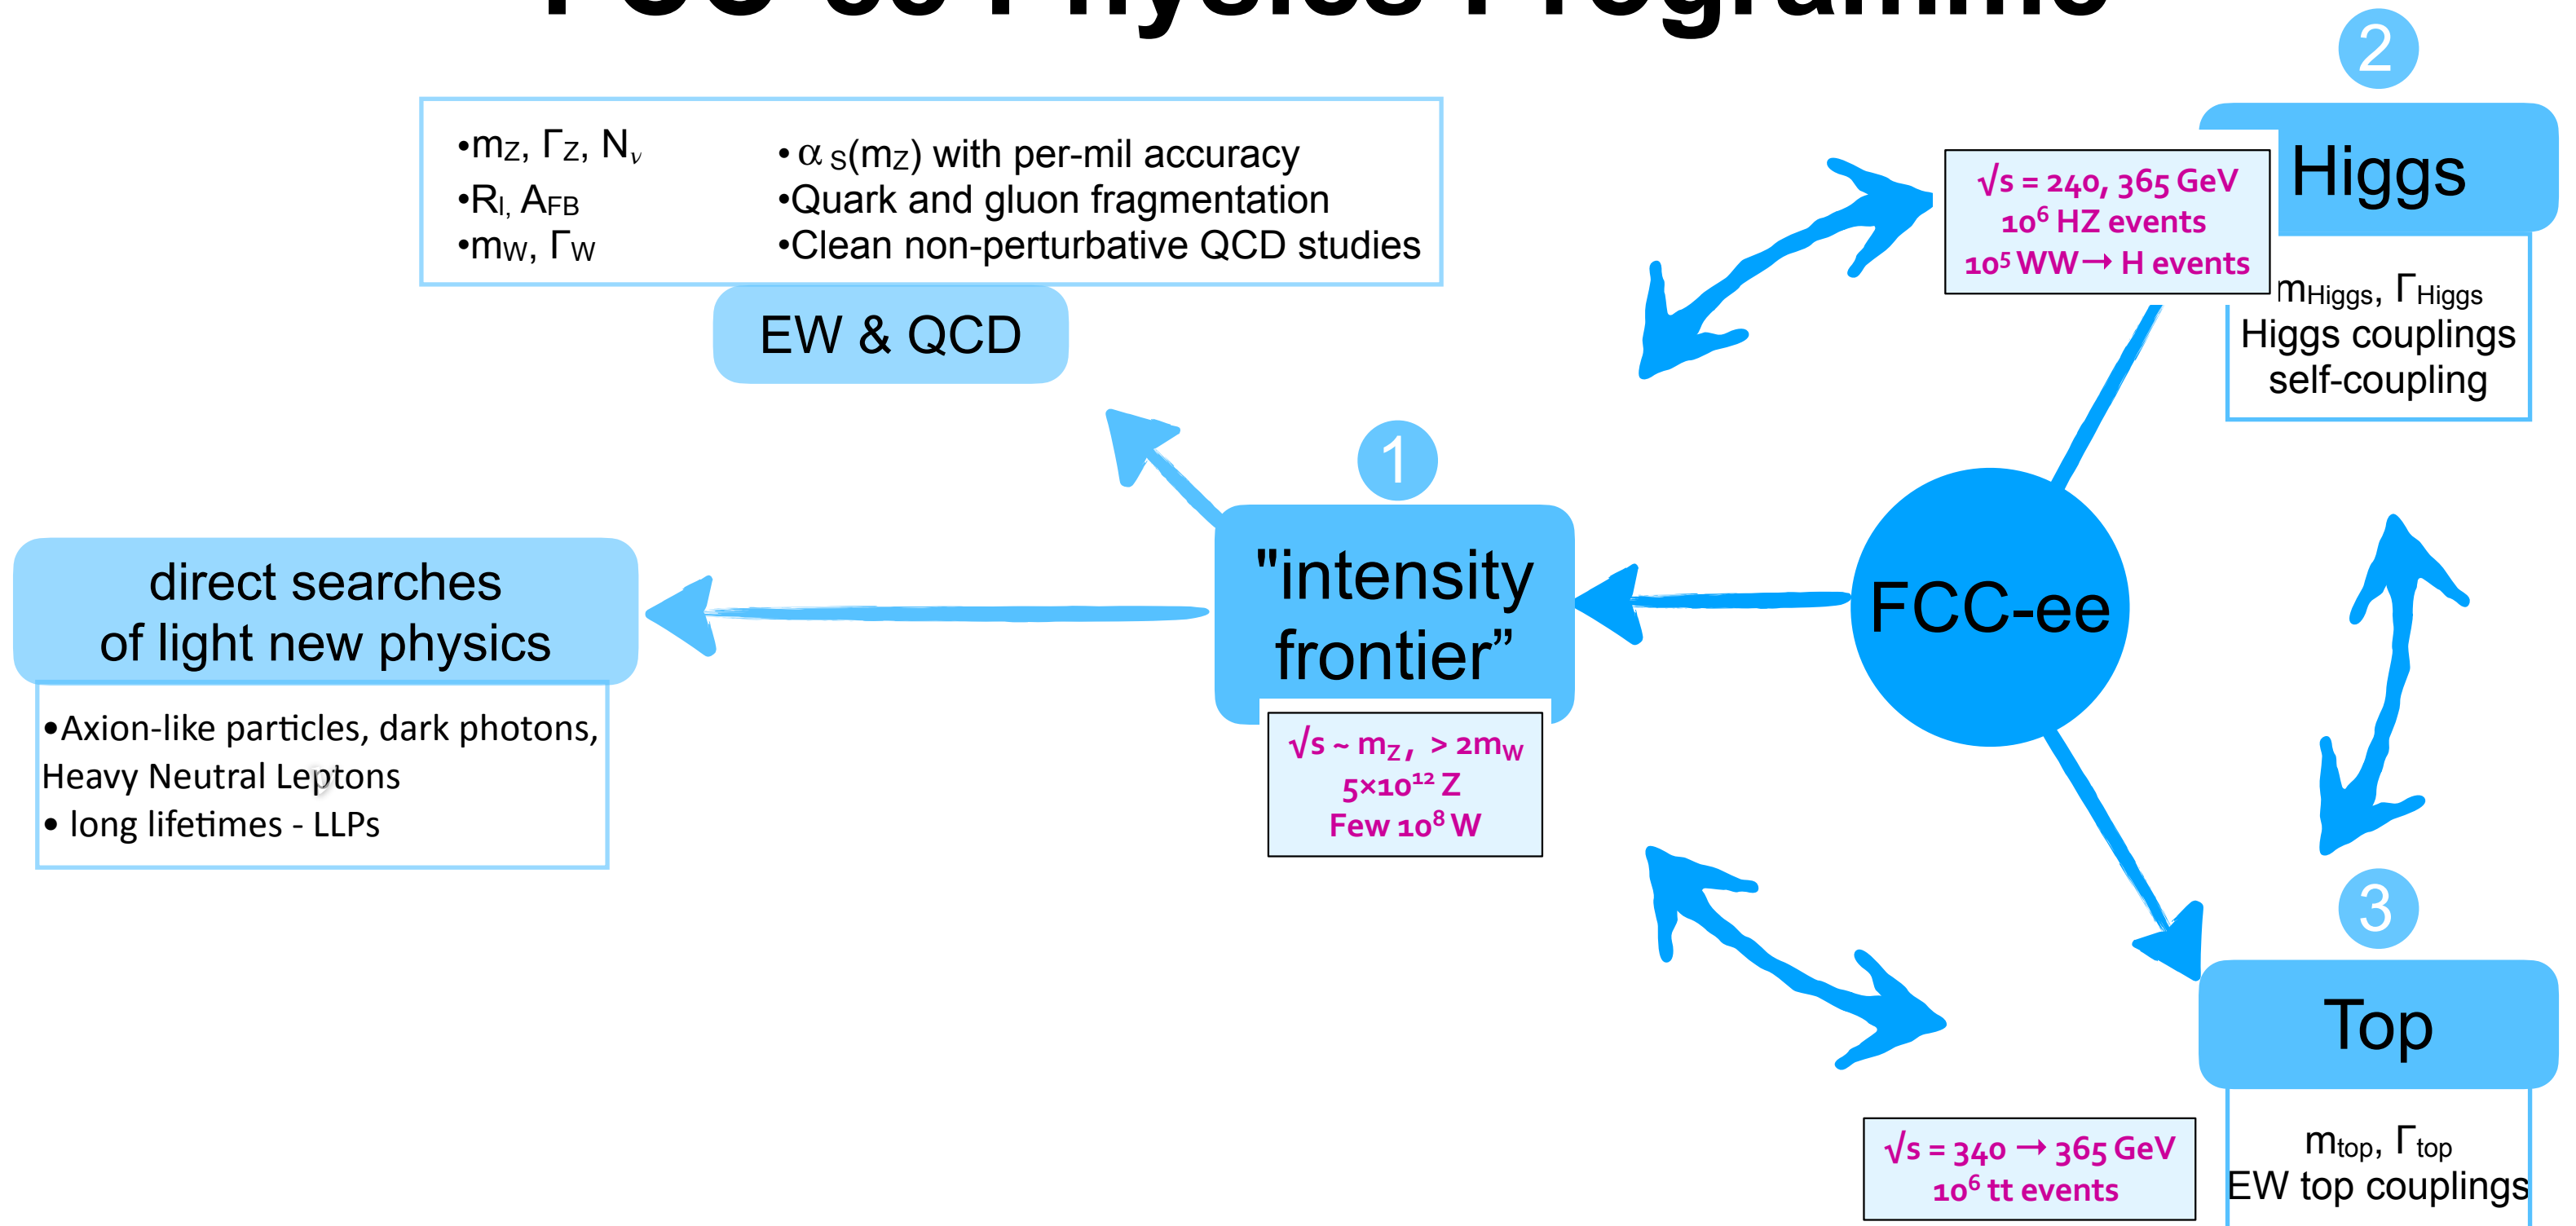 FCC-ee Physics Programme
2
•mZ, ΓZ, Nν
•Rl, AFB
•mW, ΓW
• αS(mZ) with per-mil accuracy
•Quark and gluon fragmentation
•Clean non-perturbative QCD studies
EW & QCD
√s = 240, 365 GeV
10⁶ HZ events
10⁵ WW→ H events
Higgs
mHiggs, ΓHiggs
Higgs couplings
self-coupling
1
"intensity
frontier”
√s ~ mZ, > 2mW
5×10¹² Z
Few 10⁸ W
FCC-ee
direct searches
of light new physics
•Axion-like particles, dark photons,
Heavy Neutral Leptons
• long lifetimes - LLPs
3
Top
√s = 340 → 365 GeV
10⁶ tt events
mtop, Γtop
EW top couplings